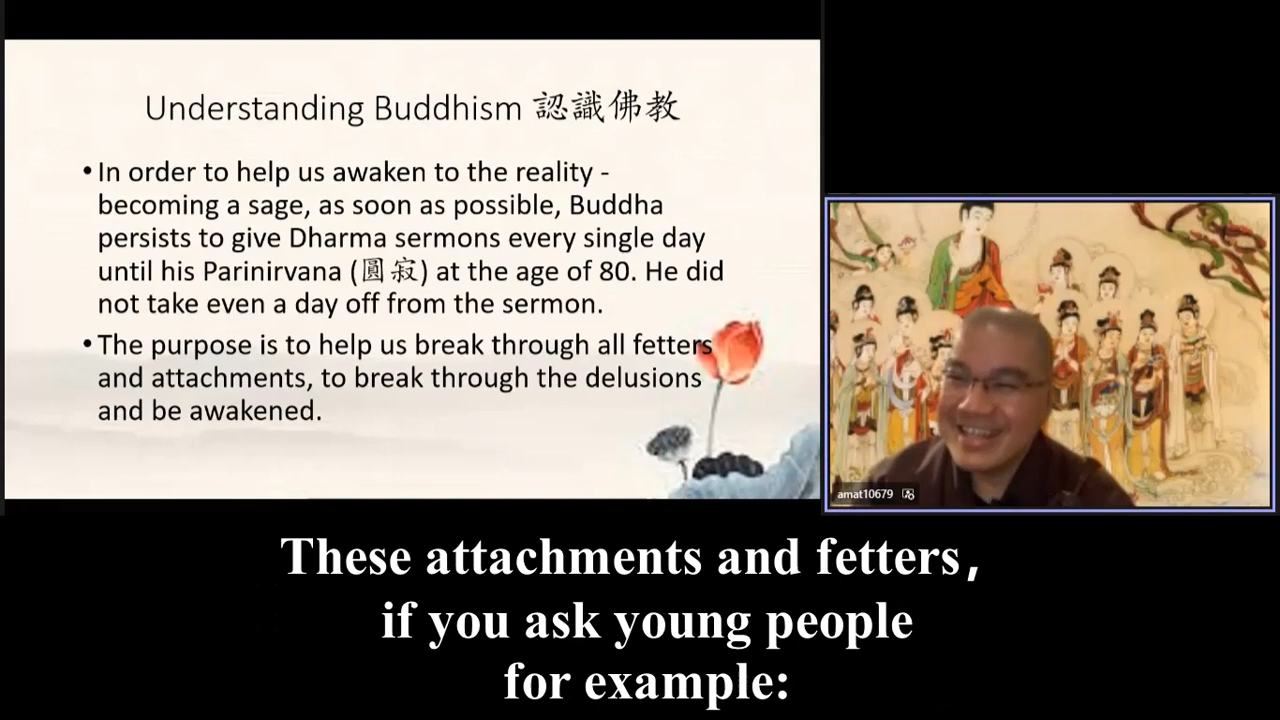 Understanding Buddhism 認識佛教
•In order to help us awaken to the reality -
becoming a sage, as soon as possible, Buddha
persists to give Dharma sermons every single day
until his Parinirvana (圓寂) at the age of 80. He did
not take even a day off from the sermon.
•The purpose is to help us break through all fetters
and attachments, to break through the delusions
and be awakened.
amat10679
These attachments and fetters,
if you ask young people
for example: